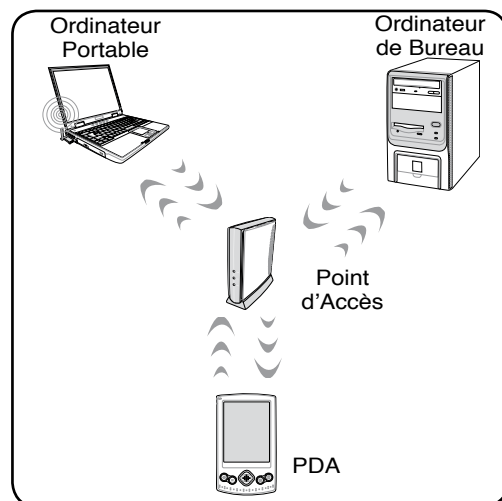 Ordinateur
Portable
Ordinateur
de Bureau
Point
d'Accès
PDA